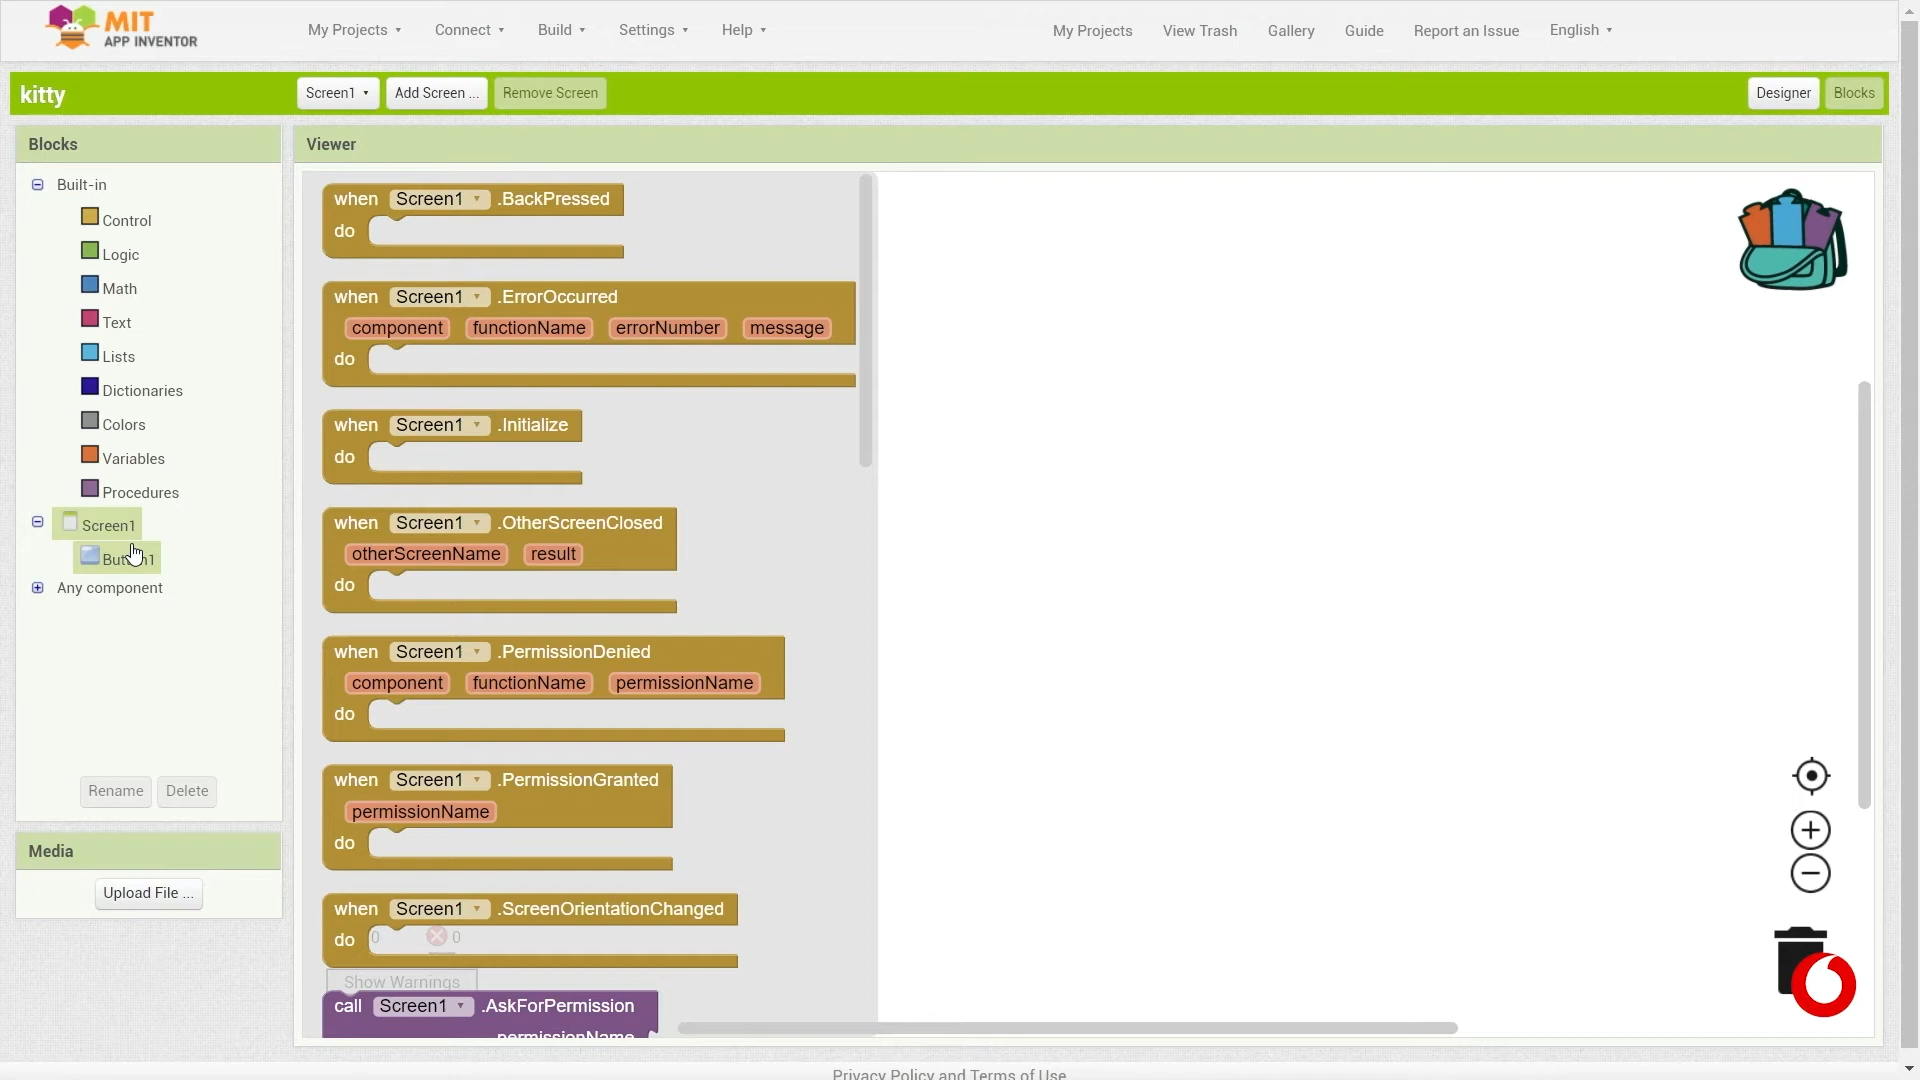 MIT
APP INVENTOR
My Projects
Connect
Build
Settings
Help
My Projects
View Trash
Gallery
Guide
Report an Issue
English
kitty
Screen1
Add Screen ...
Remove Screen
Designer
Blocks
Blocks
Viewer
Built-in
Control
Logic
Math
Text
Lists
Dictionaries
Colors
Variables
Procedures
Screen1
Button1
Any component
Rename
Delete
Media
Upload File ...
when Screen1 .BackPressed
do
when Screen1 .ErrorOccurred
component functionName errorNumber message
do
when Screen1 .Initialize
do
when Screen1 .OtherScreenClosed
otherScreenName result
do
when Screen1 .PermissionDenied
component functionName permissionName
do
when Screen1 .PermissionGranted
permissionName
do
when Screen1 .ScreenOrientationChanged
do
0 0
Show Warnings
call Screen1 .AskForPermission
permissionName
Privacy Policy and Terms of Use